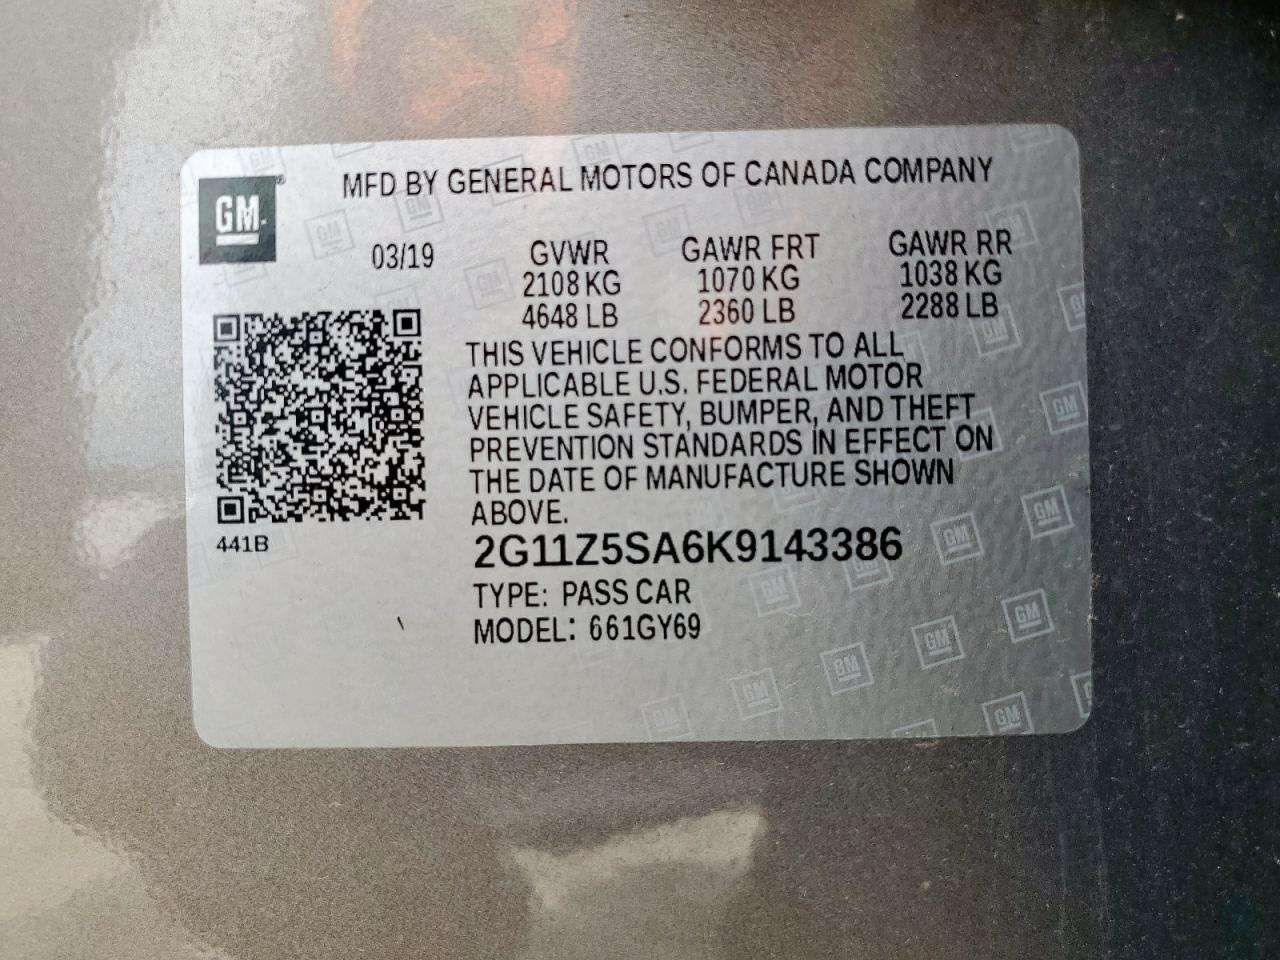 MFD BY GENERAL MOTORS OF CANADA COMPANY
GM
03/19 GVWR GAWR FRT GAWR RR
2108 KG 1070 KG 1038 KG
4648 LB 2360 LB 2288 LB
THIS VEHICLE CONFORMS TO ALL
APPLICABLE U.S. FEDERAL MOTOR
VEHICLE SAFETY, BUMPER, AND THEFT
PREVENTION STANDARDS IN EFFECT ON
THE DATE OF MANUFACTURE SHOWN
ABOVE.
441B
2G11Z5SA6K9143386
TYPE: PASS CAR
MODEL: 661GY69